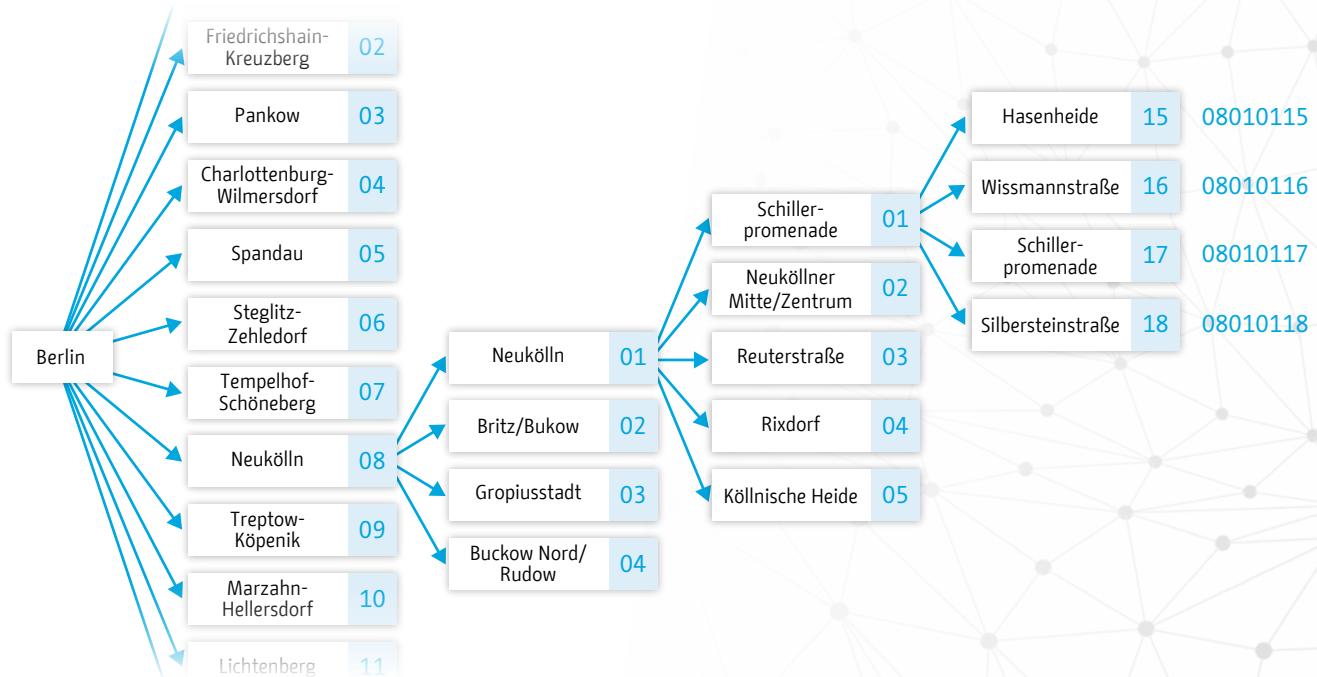 Berlin
Friedrichshain-
Kreuzberg
02
Pankow
03
Charlottenburg-
Wilmersdorf
04
Spandau
05
Steglitz-
Zehledorf
06
Tempelhof-
Schöneberg
07
Neukölln
08
Treptow-
Köpenik
09
Marzahn-
Hellersdorf
10
Lichtenberg
11
Neukölln
01
Britz/Bukow
02
Gropiusstadt
03
Buckow Nord/
Rudow
04
Schiller-
promenade
01
Neuköllner
Mitte/Zentrum
02
Reuterstraße
03
Rixdorf
04
Köllnische Heide
05
Hasenheide
15
08010115
Wissmannstraße
16
08010116
Schiller-
promenade
17
08010117
Silbersteinstraße
18
08010118